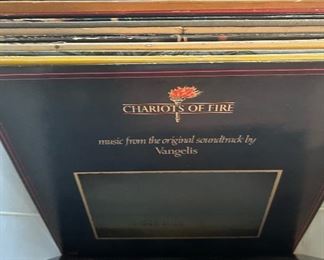 CHARIOTS OF FIRE
music from the original soundtrack by
Vangelis